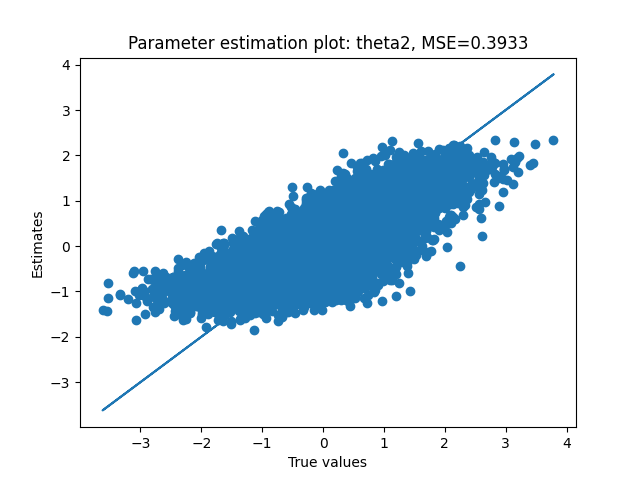 Parameter estimation plot: theta2, MSE=0.3933
4
3
2
1
0
−1
−2
−3
Estimates
−3 −2 −1 0 1 2 3 4
True values